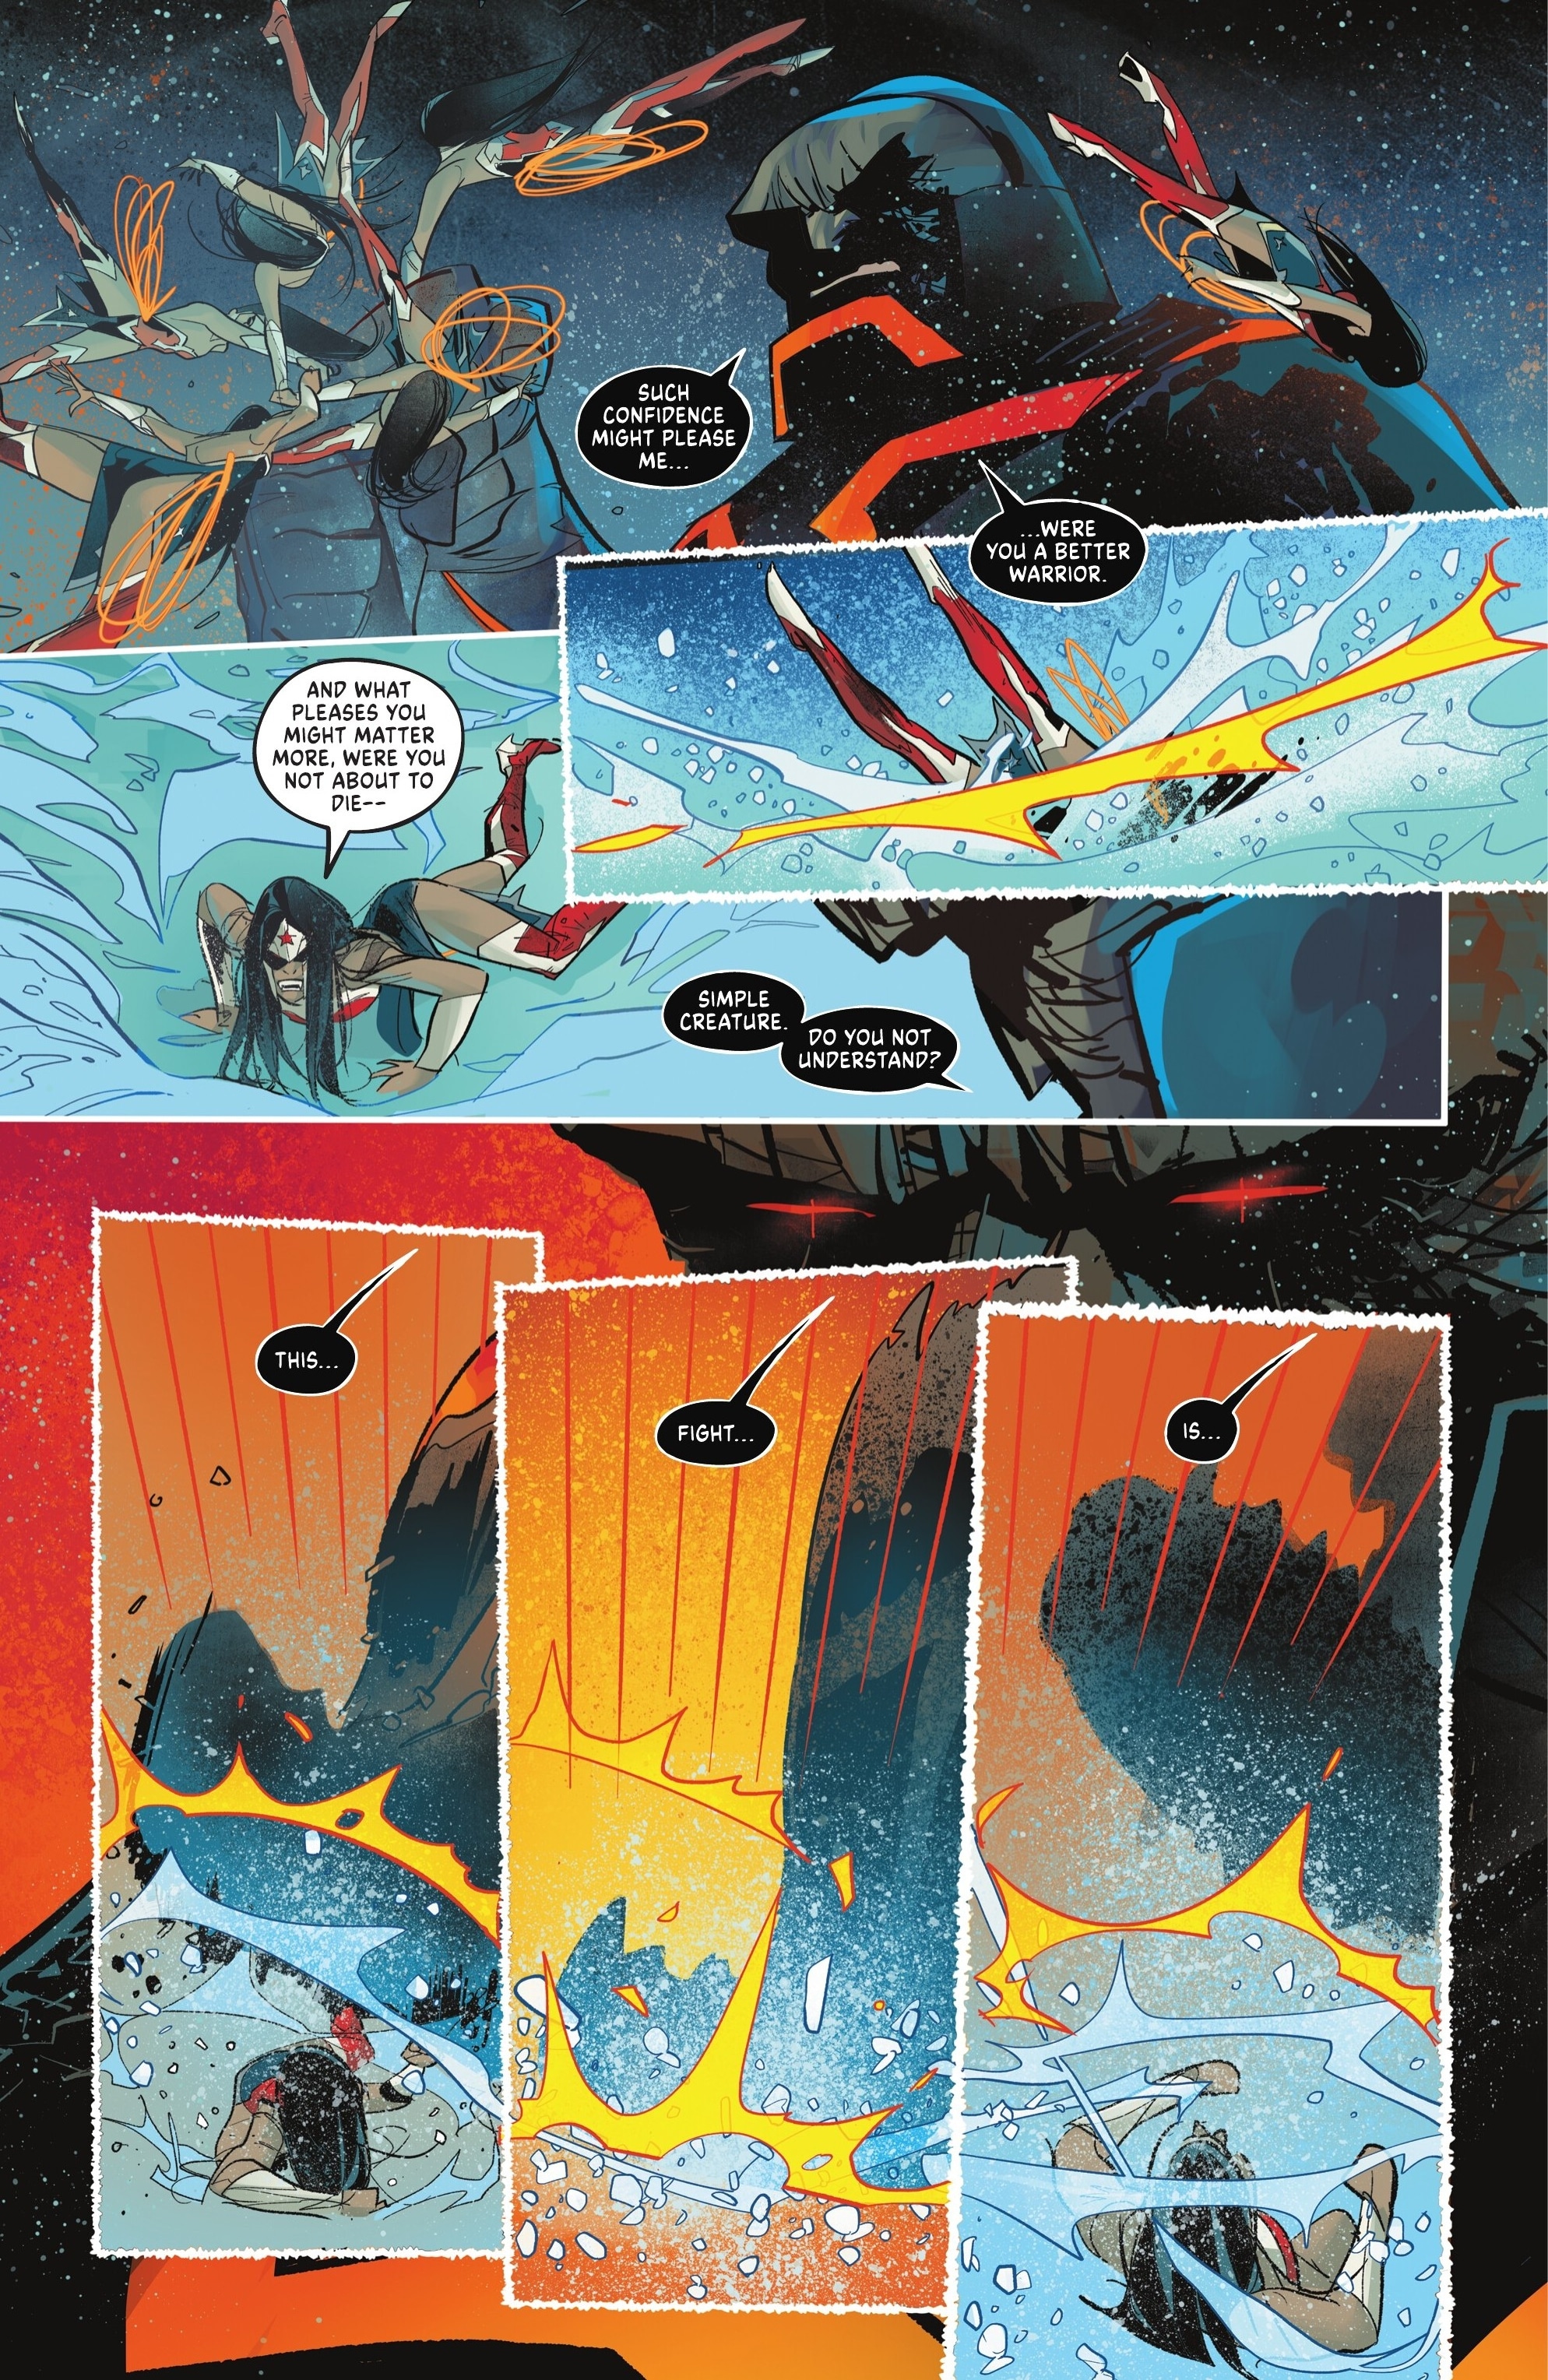 SUCH
CONFIDENCE
MIGHT PLEASE
ME...
...WERE
YOU A BETTER
WARRIOR.
AND WHAT
PLEASES YOU
MIGHT MATTER
MORE, WERE YOU
NOT ABOUT TO
DIE--
SIMPLE
CREATURE.
DO YOU NOT
UNDERSTAND?
THIS...
FIGHT...
IS...